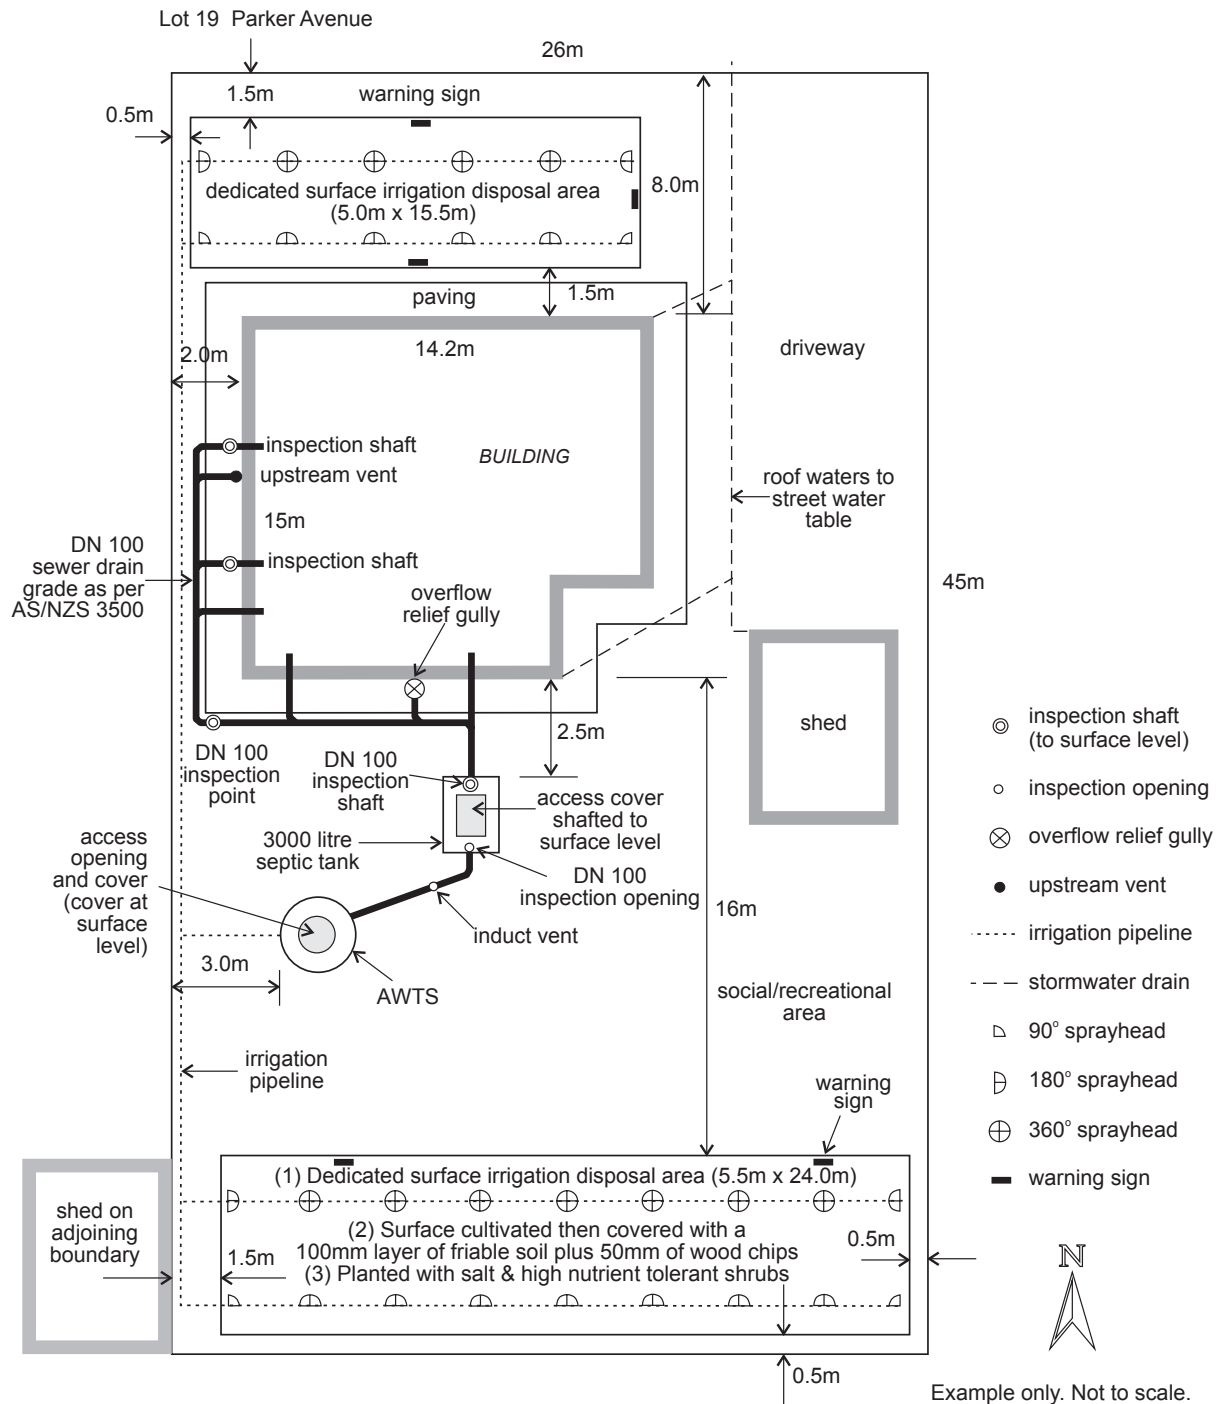 Lot 19 Parker Avenue
26m
1.5m
warning sign
0.5m
dedicated surface irrigation disposal area
(5.0m x 15.5m)
8.0m
1.5m
paving
14.2m
2.0m
driveway
inspection shaft
BUILDING
upstream vent
roof waters to
street water
table
15m
DN 100
sewer drain
grade as per
AS/NZS 3500
inspection shaft
overflow
relief gully
45m
shed
2.5m
DN 100
inspection
point
DN 100
inspection
shaft
access cover
shafted to
surface level
3000 litre
septic tank
access
opening
and cover
(cover at
surface
level)
DN 100
inspection opening
induct vent
16m
3.0m
AWTS
social/recreational
area
irrigation
pipeline
warning
sign
inspection shaft
(to surface level)
inspection opening
overflow relief gully
upstream vent
irrigation pipeline
stormwater drain
90° sprayhead
180° sprayhead
360° sprayhead
warning sign
(1) Dedicated surface irrigation disposal area (5.5m x 24.0m)
shed on
adjoining
boundary
(2) Surface cultivated then covered with a
100mm layer of friable soil plus 50mm of wood chips
(3) Planted with salt & high nutrient tolerant shrubs
1.5m
0.5m
N
0.5m
Example only. Not to scale.